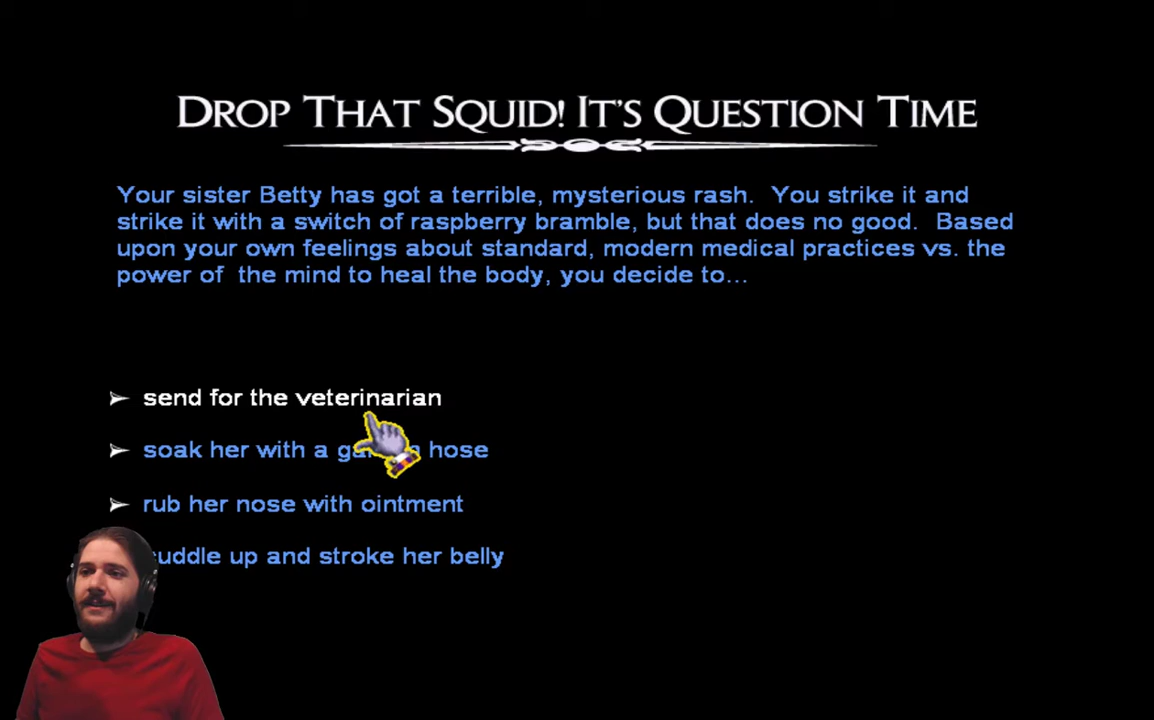 DROP THAT SQUID! IT'S QUESTION TIME
Your sister Betty has got a terrible, mysterious rash. You strike it and
strike it with a switch of raspberry bramble, but that does no good. Based
upon your own feelings about standard, modern medical practices vs. the
power of the mind to heal the body, you decide to...
send for the veterinarian
soak her with a hose
rub her nose with ointment
cuddle up and stroke her belly